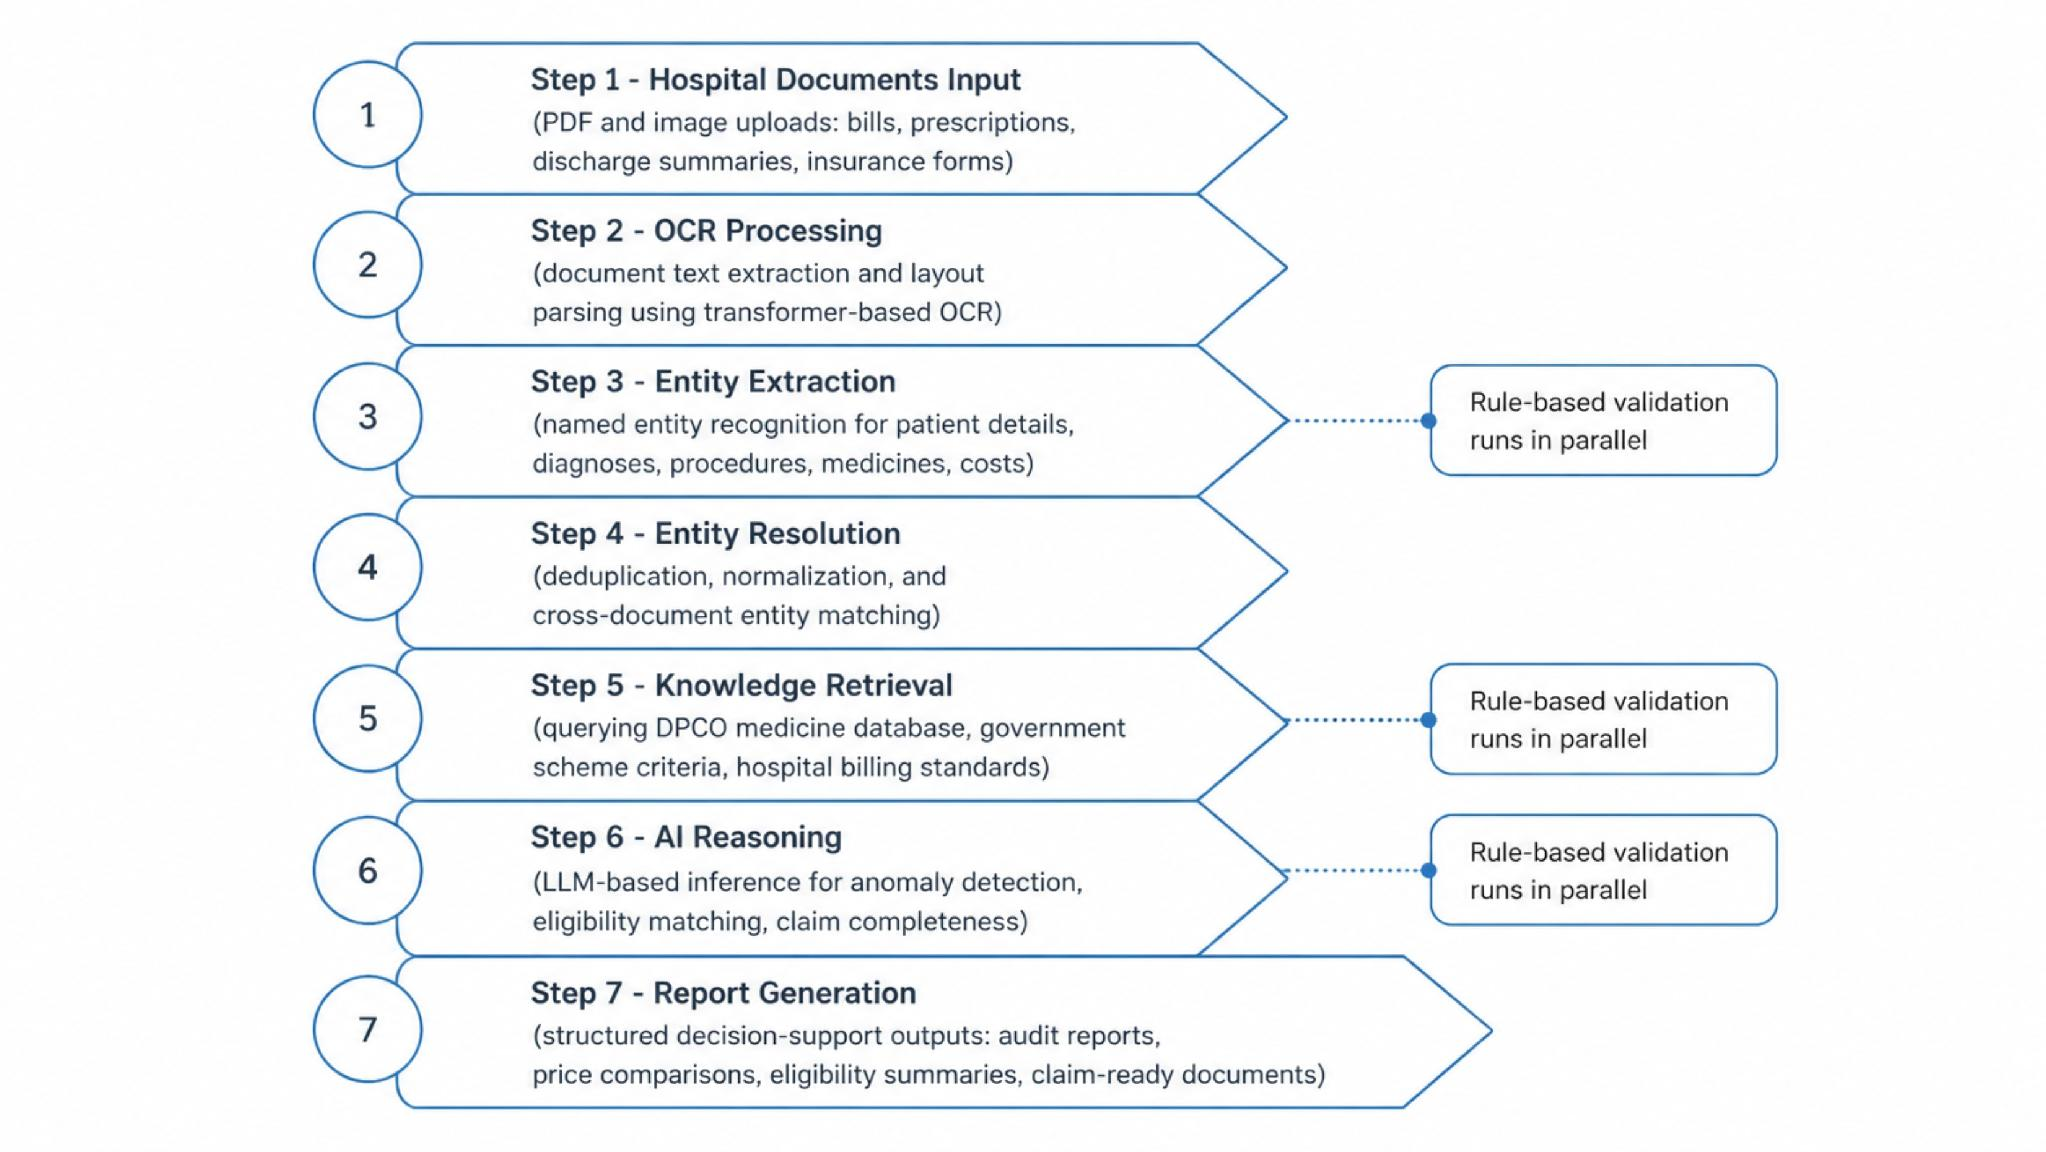 1
Step 1 - Hospital Documents Input
(PDF and image uploads: bills, prescriptions,
discharge summaries, insurance forms)
2
Step 2 - OCR Processing
(document text extraction and layout
parsing using transformer-based OCR)
3
Step 3 - Entity Extraction
(named entity recognition for patient details,
diagnoses, procedures, medicines, costs)
Rule-based validation
runs in parallel
4
Step 4 - Entity Resolution
(deduplication, normalization, and
cross-document entity matching)
5
Step 5 - Knowledge Retrieval
(querying DPCO medicine database, government
scheme criteria, hospital billing standards)
Rule-based validation
runs in parallel
6
Step 6 - AI Reasoning
(LLM-based inference for anomaly detection,
eligibility matching, claim completeness)
Rule-based validation
runs in parallel
7
Step 7 - Report Generation
(structured decision-support outputs: audit reports,
price comparisons, eligibility summaries, claim-ready documents)